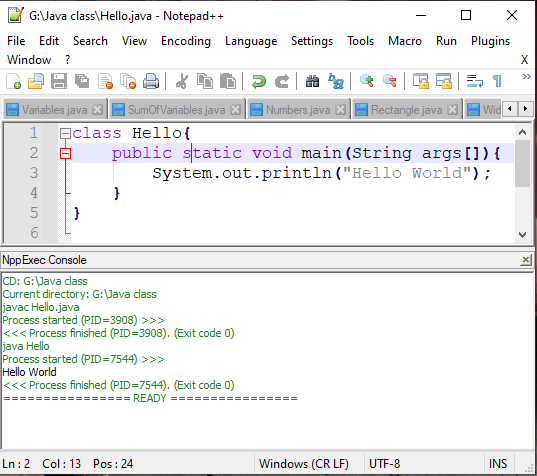 G:\Java class\Hello.java - Notepad++
File Edit Search View Encoding Language Settings Tools Macro Run Plugins
Window ? X
Variables.java SumOfVariables.java Numbers.java Rectangle.java Wid
1 class Hello{
2 public static void main(String args[]){
3 System.out.println("Hello World");
4 }
5 }
6
NppExec Console
CD: G:\Java class
Current directory: G:\Java class
javac Hello.java
Process started (PID=3908) >>>
<<< Process finished (PID=3908). (Exit code 0)
java Hello
Process started (PID=7544) >>>
Hello World
<<< Process finished (PID=7544). (Exit code 0)
================ READY ================
Ln : 2 Col : 13 Pos : 24 Windows (CR LF) UTF-8 INS